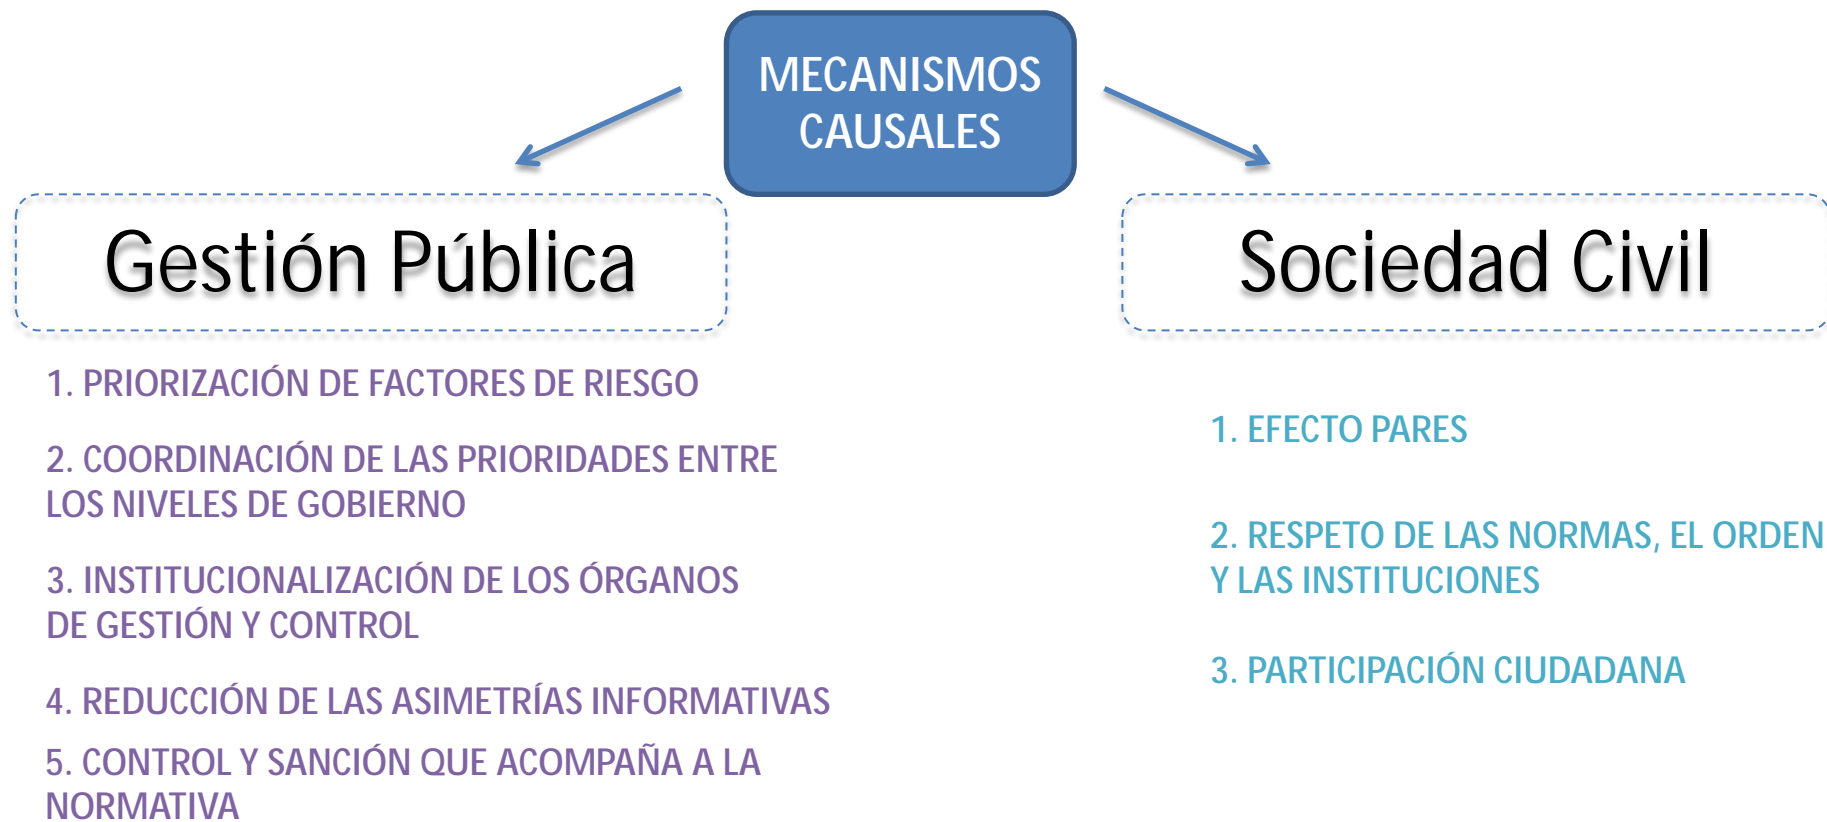 MECANISMOS
CAUSALES
Gestión Pública
1. PRIORIZACIÓN DE FACTORES DE RIESGO
2. COORDINACIÓN DE LAS PRIORIDADES ENTRE
LOS NIVELES DE GOBIERNO
3. INSTITUCIONALIZACIÓN DE LOS ÓRGANOS
DE GESTIÓN Y CONTROL
4. REDUCCIÓN DE LAS ASIMETRÍAS INFORMATIVAS
5. CONTROL Y SANCIÓN QUE ACOMPAÑA A LA
NORMATIVA
Sociedad Civil
1. EFECTO PARES
2. RESPETO DE LAS NORMAS, EL ORDEN
Y LAS INSTITUCIONES
3. PARTICIPACIÓN CIUDADANA